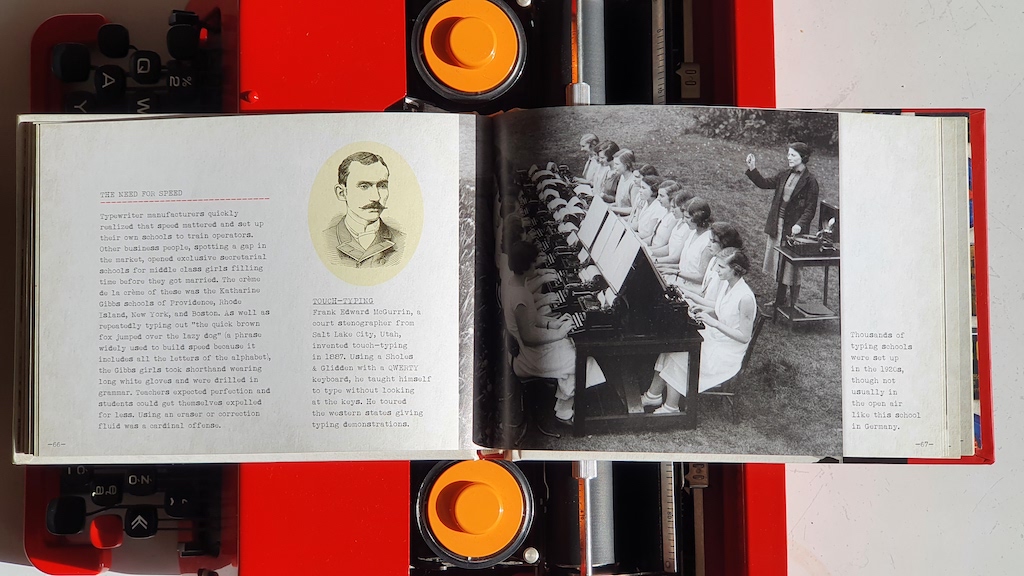 THE NEED FOR SPEED
Typewriter manufacturers quickly
realized that speed mattered and set up
their own schools to train operators.
Other business people, spotting a gap in
the market, opened exclusive secretarial
schools for middle class girls filling
time before they got married. The crème
de la crème of these was the Katharine
Gibbs schools of Providence, Rhode
Island, New York, and Boston. As well as
repeatedly typing out "the quick brown
fox jumped over the lazy dog" (a phrase
widely used to build speed because it
includes all the letters of the alphabet),
the Gibbs girls took shorthand wearing
long white gloves and were drilled in
grammar. Teachers expected perfection and
students could get themselves expelled
for less. Using an eraser or correction
fluid was a cardinal offense.
—66—
TOUCH-TYPING
Frank Edward McGurrin, a
court stenographer from
Salt Lake City, Utah,
invented touch-typing
in 1887. Using a Sholes
& Glidden with a QWERTY
keyboard, he taught himself
to type without looking
at the keys. He toured
the western states giving
typing demonstrations.
Thousands of
typing schools
were set up
in the 1920s,
though not
usually in
the open air
like this school
in Germany.
—67—
Q
A
W
Y
2